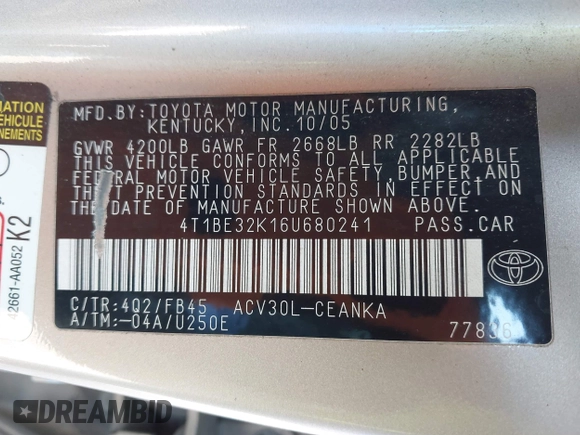 MFD.BY:TOYOTA MOTOR MANUFACTURING,
KENTUCKY, INC. 10/05
GVWR 4200LB GAWR FR 2668LB RR 2282LB
THIS VEHICLE CONFORMS TO ALL APPLICABLE
FEDERAL MOTOR VEHICLE SAFETY, BUMPER, AND
THEFT PREVENTION STANDARDS IN EFFECT ON
THE DATE OF MANUFACTURE SHOWN ABOVE.
4T1BE32K16U680241 PASS.CAR
C/TR:4Q2/FB45 ACV30L-CEANKA
A/TM:-04A/U250E
VÉHICULE
K2
DREAMBID